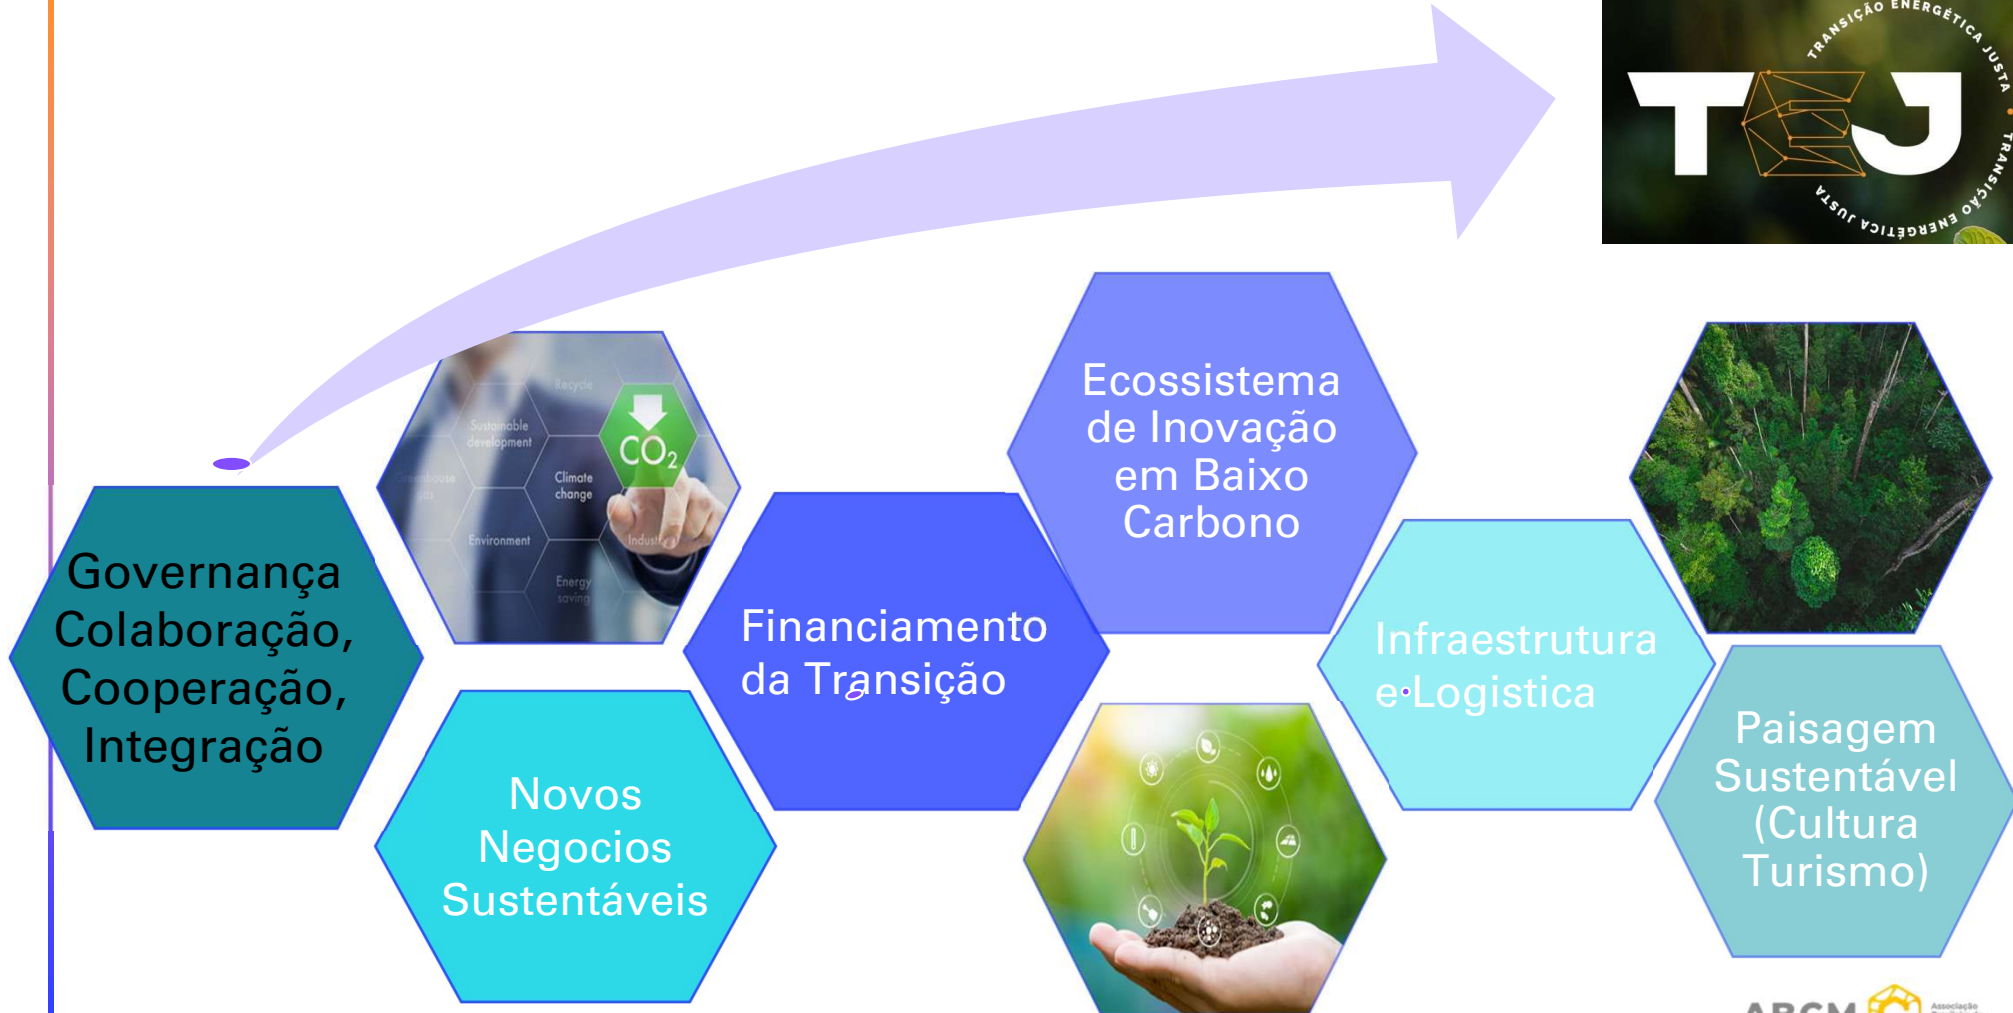 TRANSIÇÃO ENERGÉTICA JUSTA • TRANSIÇÃO ENERGÉTICA JUSTA
TEJ
Governança
Colaboração,
Cooperação,
Integração
Recycle
Sustainable
development
CO₂
Greenhouse
gas
Climate
change
Environment
Industry
Energy
saving
Novos
Negocios
Sustentáveis
Financiamento
da Transição
Ecossistema
de Inovação
em Baixo
Carbono
Infraestrutura
e Logistica
Paisagem
Sustentável
(Cultura
Turismo)
ABCM
Associação